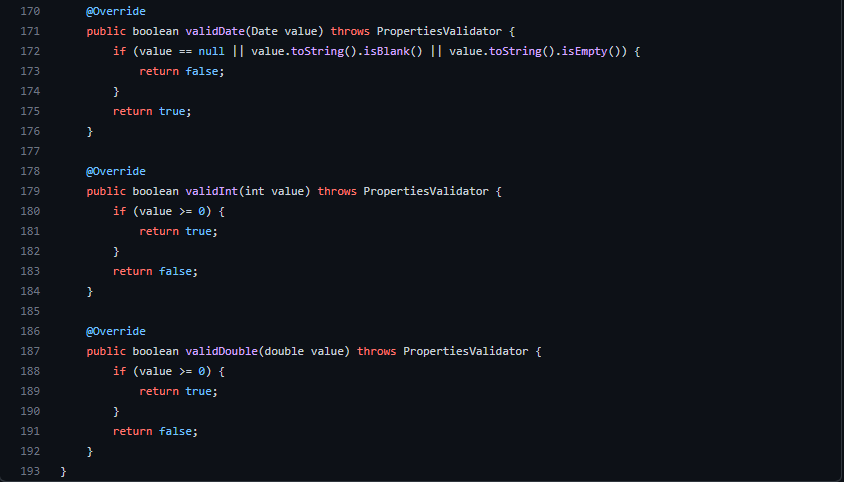 170 @Override
171 public boolean validDate(Date value) throws PropertiesValidator {
172 if (value == null || value.toString().isBlank() || value.toString().isEmpty()) {
173 return false;
174 }
175 return true;
176 }
177
178 @Override
179 public boolean validInt(int value) throws PropertiesValidator {
180 if (value >= 0) {
181 return true;
182 }
183 return false;
184 }
185
186 @Override
187 public boolean validDouble(double value) throws PropertiesValidator {
188 if (value >= 0) {
189 return true;
190 }
191 return false;
192 }
193 }